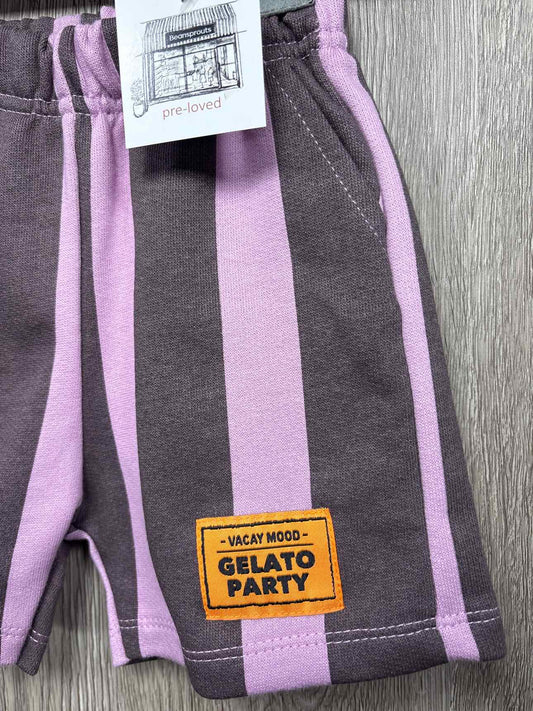 Beansprouts
pre-loved
- VACAY MOOD -
GELATO
PARTY